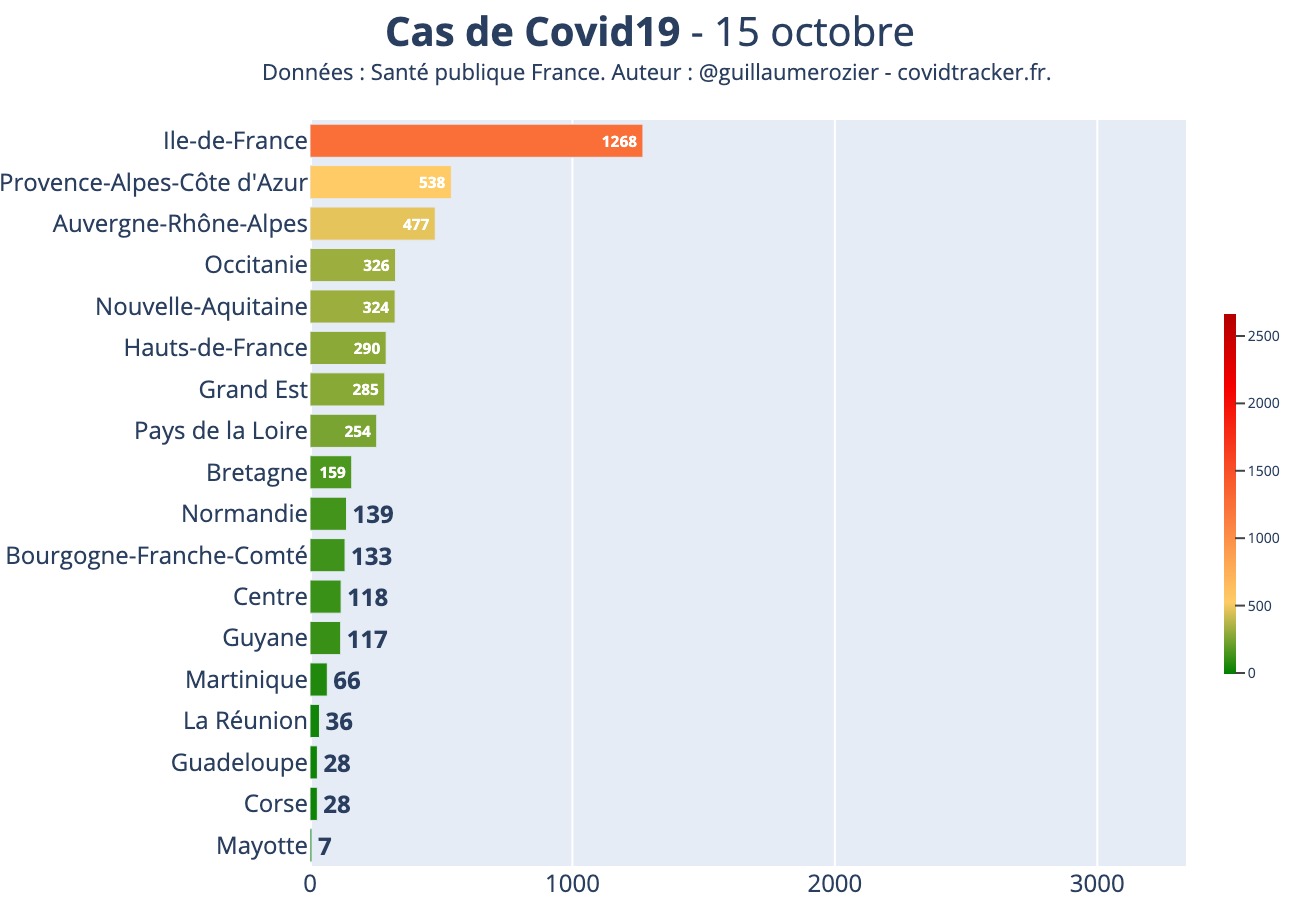 Cas de Covid19 - 15 octobre
Données : Santé publique France. Auteur : @guillaumerozier - covidtracker.fr.
Ile-de-France 1268
Provence-Alpes-Côte d'Azur 538
Auvergne-Rhône-Alpes 477
Occitanie 326
Nouvelle-Aquitaine 324
Hauts-de-France 290
Grand Est 285
Pays de la Loire 254
Bretagne 159
Normandie 139
Bourgogne-Franche-Comté 133
Centre 118
Guyane 117
Martinique 66
La Réunion 36
Guadeloupe 28
Corse 28
Mayotte 7
0 1000 2000 3000
2500
2000
1500
1000
500
0